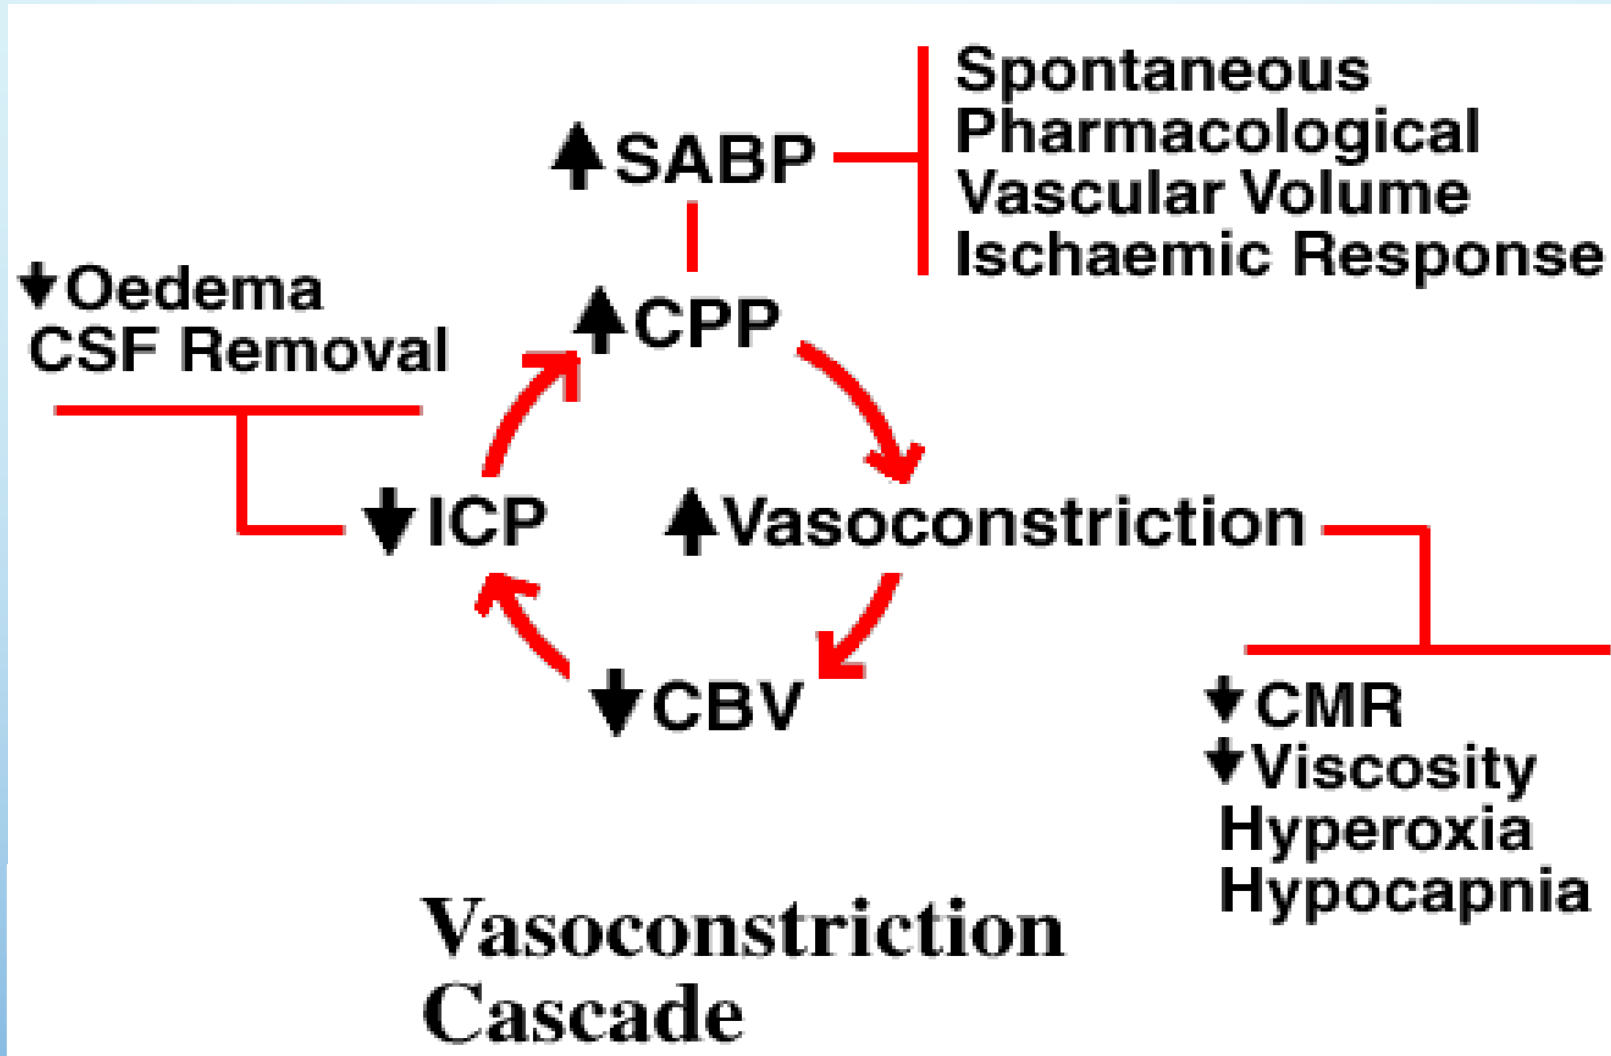 Spontaneous
Pharmacological
Vascular Volume
Ischaemic Response
SABP
CPP
Oedema
CSF Removal
ICP
Vasoconstriction
CBV
CMR
Viscosity
Hyperoxia
Hypocapnia
Vasoconstriction
Cascade